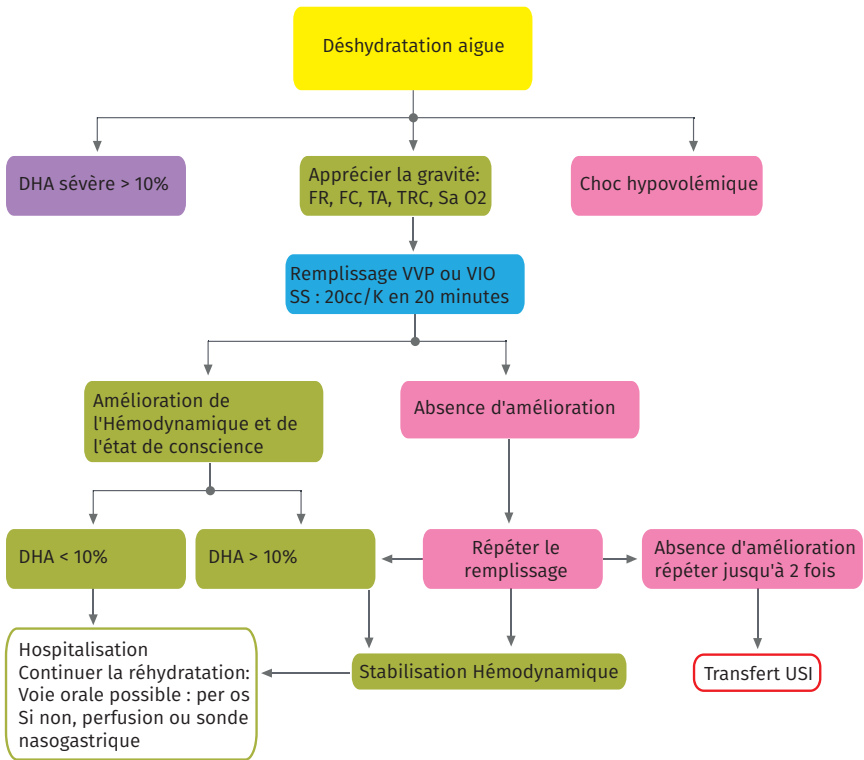 Déshydratation aigue
DHA sévère > 10%
Apprécier la gravité:
FR, FC, TA, TRC, Sa O2
Choc hypovolémique
Remplissage VVP ou VIO
SS : 20cc/K en 20 minutes
Amélioration de
l'Hémodynamique et de
l'état de conscience
Absence d'amélioration
DHA < 10%
DHA > 10%
Répéter le
remplissage
Absence d'amélioration
répéter jusqu'à 2 fois
Hospitalisation
Continuer la réhydratation:
Voie orale possible : per os
Si non, perfusion ou sonde
nasogastrique
Stabilisation Hémodynamique
Transfert USI